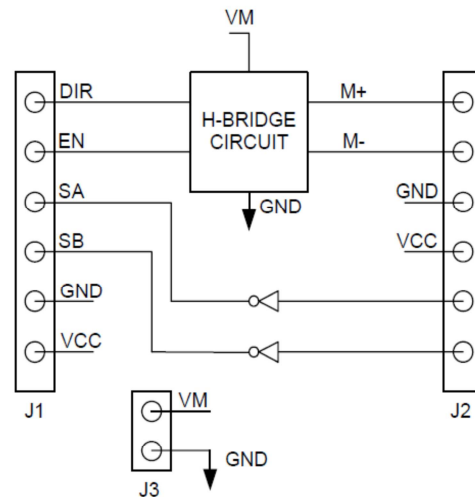 VM
DIR
H-BRIDGE
CIRCUIT
M+
EN
M-
SA
GND
GND
SB
VCC
GND
VCC
J1
J2
VM
GND
J3